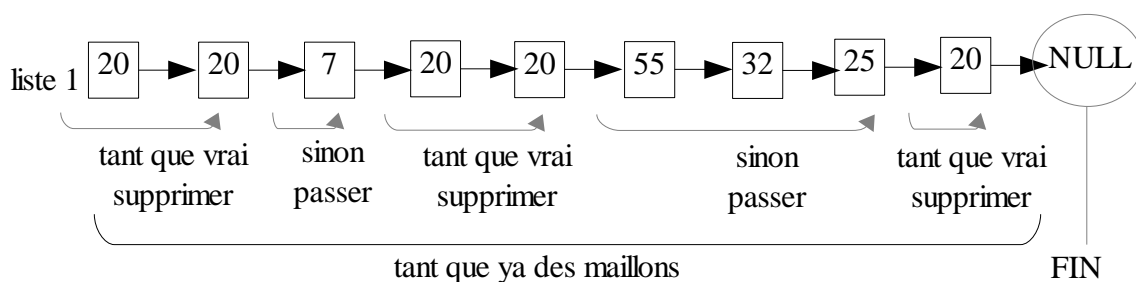 liste 1 20 20 7 20 20 55 32 25 20 NULL
tant que vrai sinon tant que vrai sinon tant que vrai
supprimer passer supprimer passer supprimer
tant que ya des maillons FIN